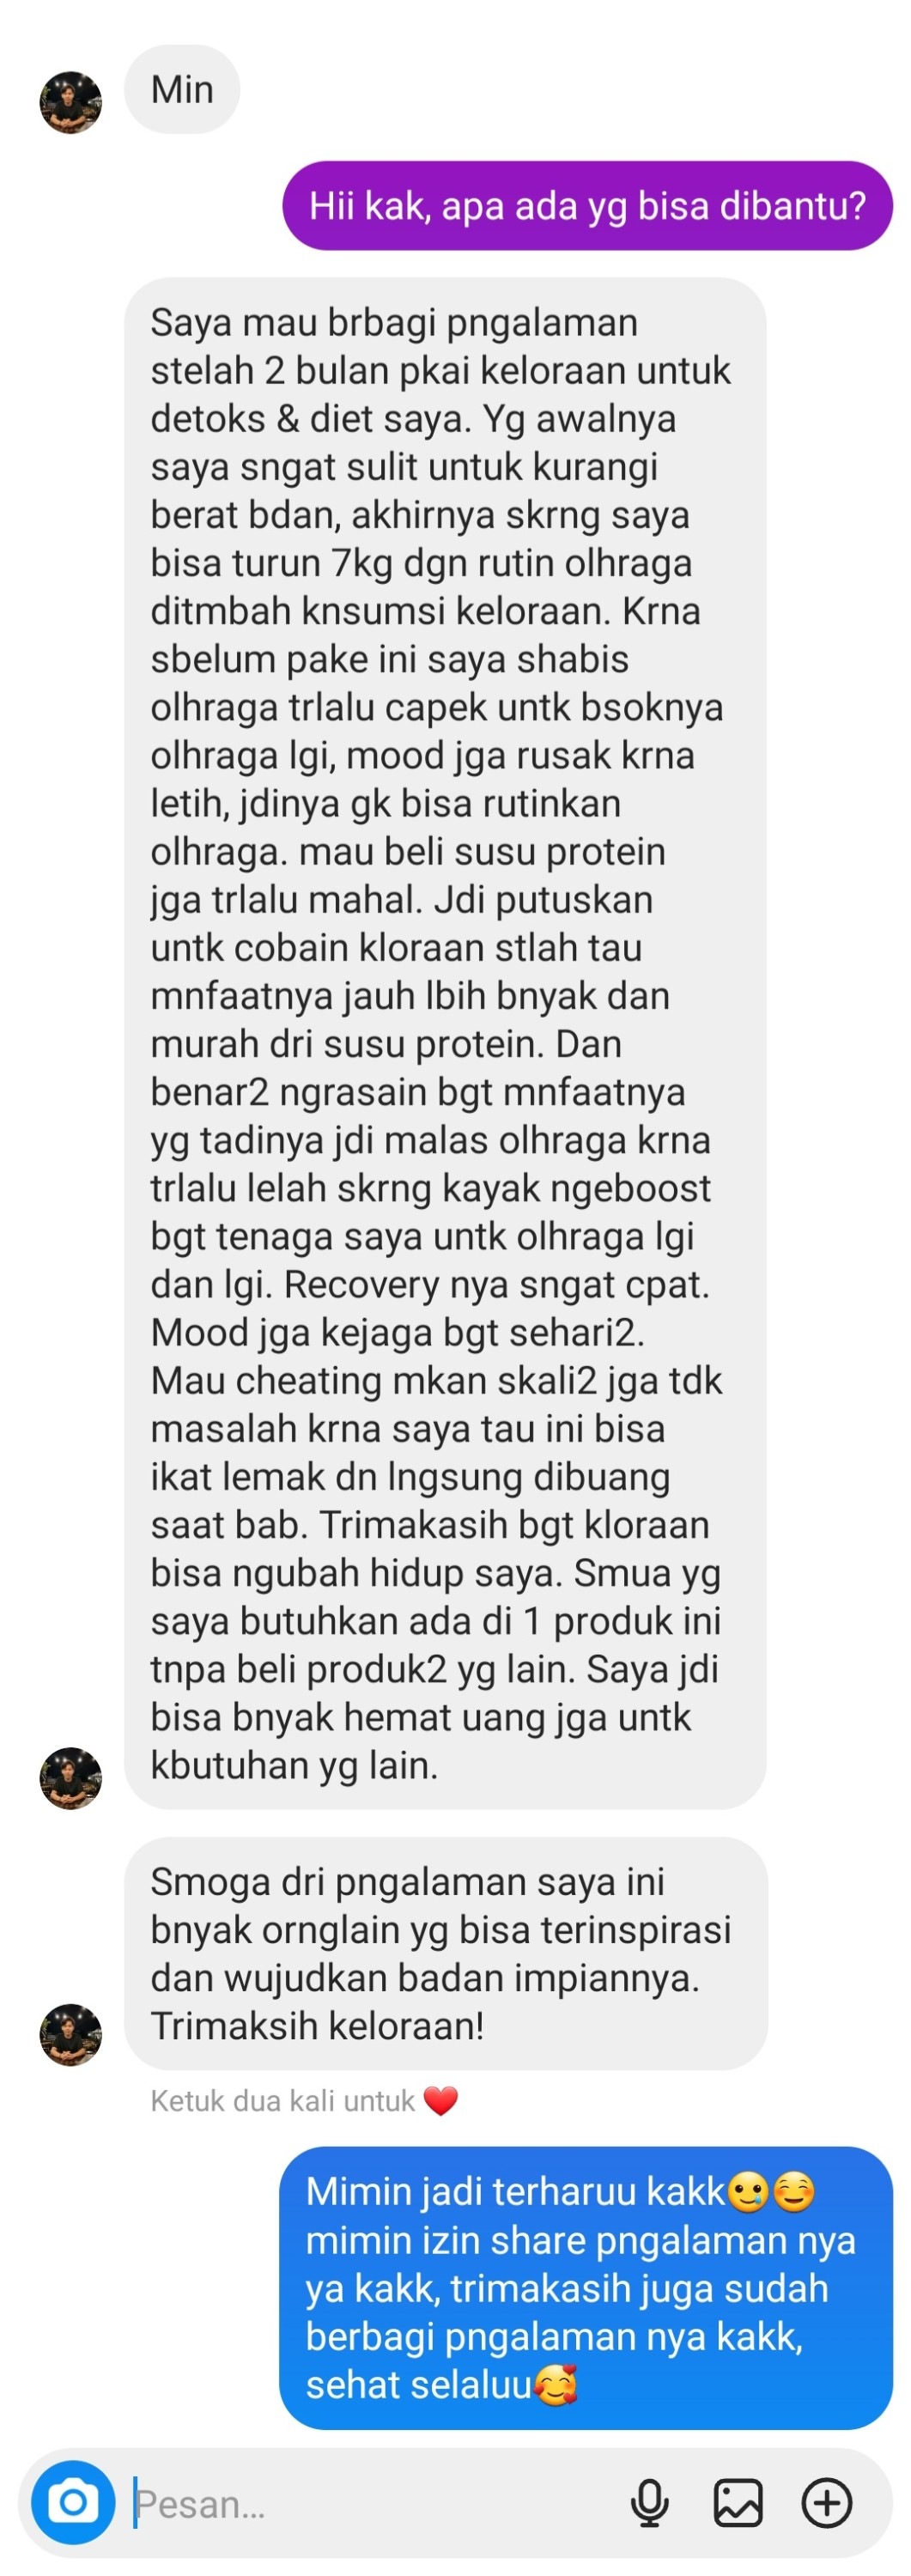 Min
Hii kak, apa ada yg bisa dibantu?
Saya mau brbagi pngalaman
stelah 2 bulan pkai keloraan untuk
detoks & diet saya. Yg awalnya
saya sngat sulit untuk kurangi
berat bdan, akhirnya skrng saya
bisa turun 7kg dgn rutin olhraga
ditmbah knsumsi keloraan. Krna
sbelum pake ini saya shabis
olhraga trlalu capek untk bsoknya
olhraga lgi, mood jga rusak krna
letih, jdinya gk bisa rutinkan
olhraga. mau beli susu protein
jga trlalu mahal. Jdi putuskan
untk cobain kloraan stlah tau
mnfaatnya jauh lbih bnyak dan
murah dri susu protein. Dan
benar2 ngrasain bgt mnfaatnya
yg tadinya jdi malas olhraga krna
trlalu lelah skrng kayak ngeboost
bgt tenaga saya untk olhraga lgi
dan lgi. Recovery nya sngat cpat.
Mood jga kejaga bgt sehari2.
Mau cheating mkan skali2 jga tdk
masalah krna saya tau ini bisa
ikat lemak dn lngsung dibuang
saat bab. Trimakasih bgt kloraan
bisa ngubah hidup saya. Smua yg
saya butuhkan ada di 1 produk ini
tnpa beli produk2 yg lain. Saya jdi
bisa bnyak hemat uang jga untk
kbutuhan yg lain.
Smoga dri pngalaman saya ini
bnyak ornglain yg bisa terinspirasi
dan wujudkan badan impiannya.
Trimaksih keloraan!
Ketuk dua kali untuk ❤️
Mimin jadi terharuu kakk🥲☺️
mimin izin share pngalaman nya
ya kakk, trimakasih juga sudah
berbagi pngalaman nya kakk,
sehat selaluu🥰
Pesan...